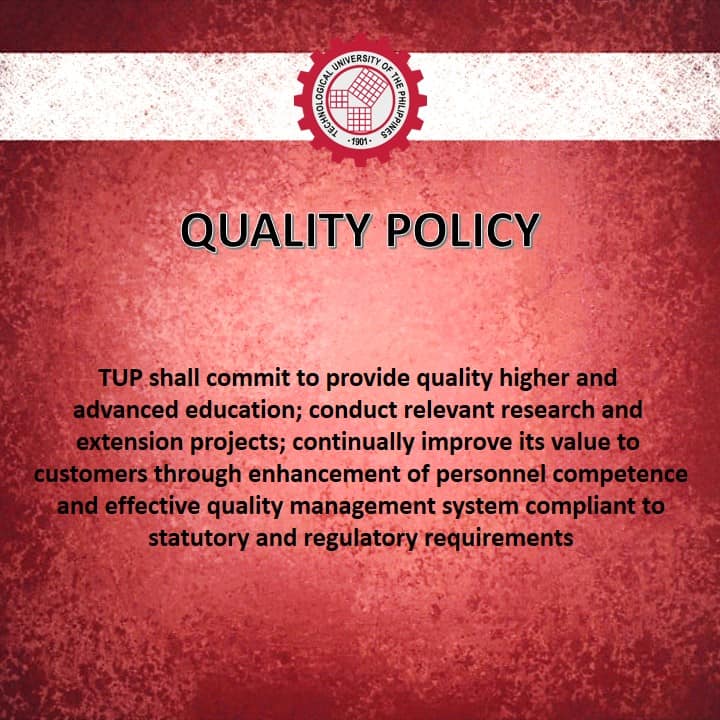 TECHNOLOGICAL UNIVERSITY OF THE PHILIPPINES
· 1901 ·
QUALITY POLICY
TUP shall commit to provide quality higher and
advanced education; conduct relevant research and
extension projects; continually improve its value to
customers through enhancement of personnel competence
and effective quality management system compliant to
statutory and regulatory requirements